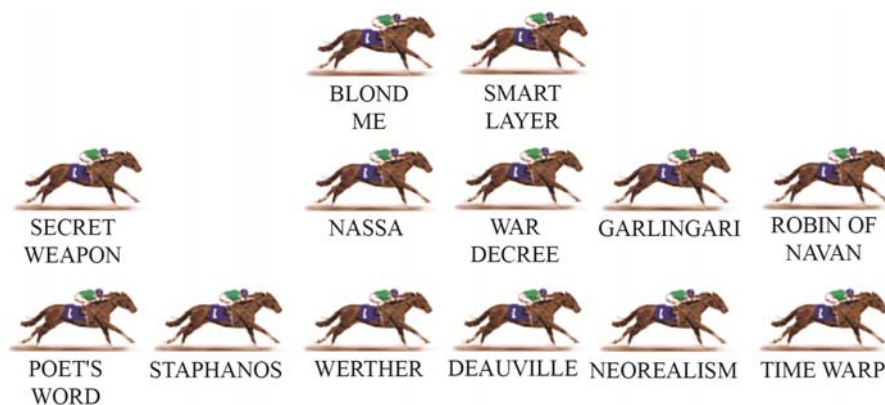 BLOND
ME
SMART
LAYER
SECRET
WEAPON
NASSA
WAR
DECREE
GARLINGARI
ROBIN OF
NAVAN
POET'S
WORD
STAPHANOS
WERTHER
DEAUVILLE
NEOREALISM
TIME WARP